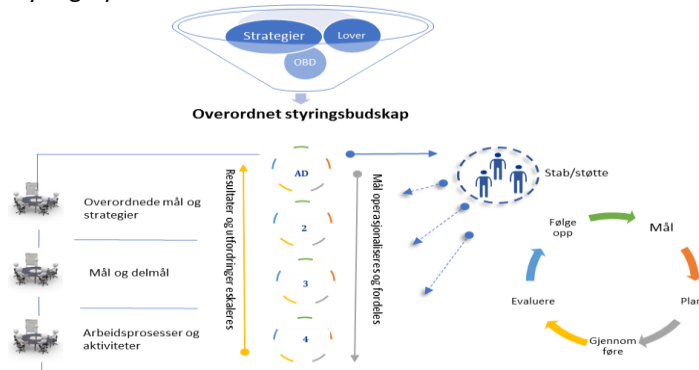 Strategier
Lover
OBD
Overordnet styringsbudskap
AD
2
3
4
Resultater og utfordringer eskaleres
Mål operasjonaliseres og fordeles
Overordnede mål og
strategier
Mål og delmål
Arbeidsprosesser og
aktiviteter
Stab/støtte
Følge
opp
Mål
Plan
Gjennom
føre
Evaluere